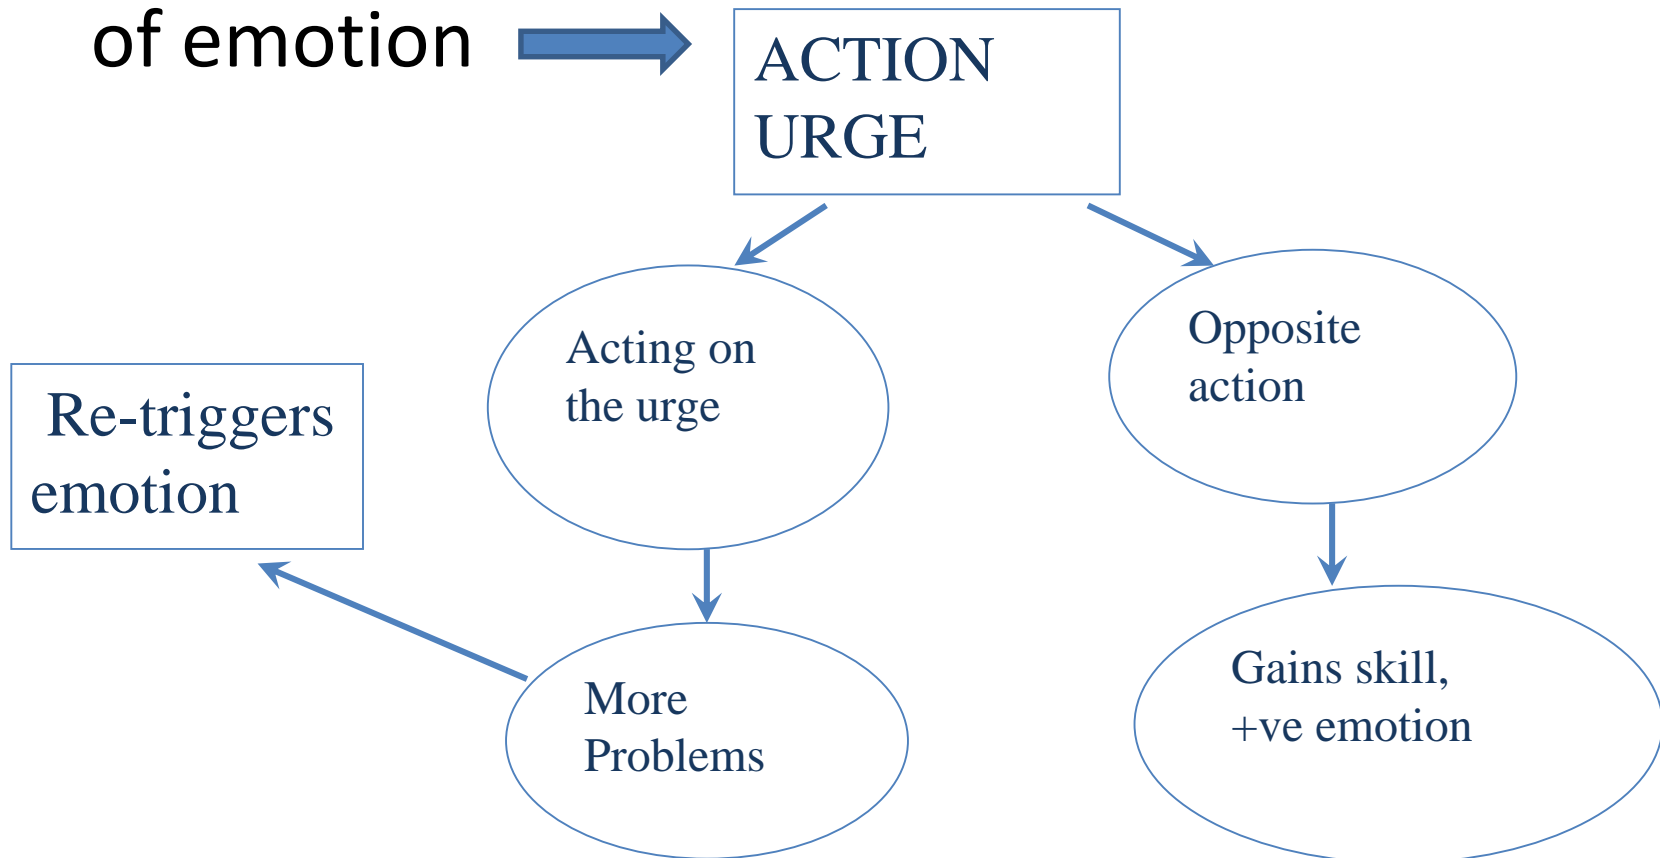 of emotion
ACTION
URGE
Acting on
the urge
Opposite
action
Re-triggers
emotion
More
Problems
Gains skill,
+ve emotion